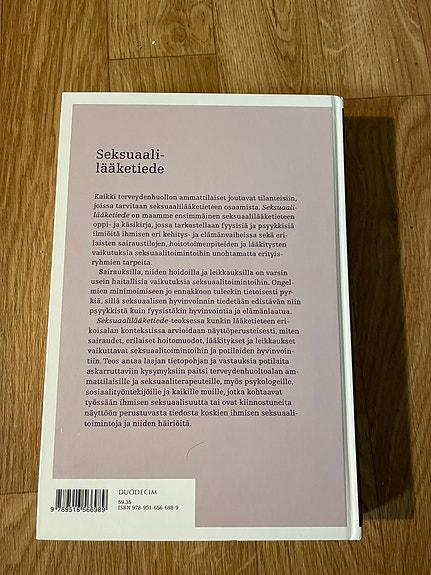 Seksuaali-
lääketiede
Kaikki terveydenhuollon ammattilaiset joutuvat tilanteisiin,
joissa tarvitaan seksuaalilääketieteen osaamista. Seksuaali-
lääketiede on maamme ensimmäinen seksuaalilääketieteen
oppi- ja käsikirja, jossa tarkastellaan fyysisiä ja psyykkisiä
ilmiöitä ihmisen eri kehitys- ja elämänvaiheissa sekä eri-
laisten sairaustilojen, hoitotoimenpiteiden ja lääkitysten
vaikutuksia seksuaalitoimintoihin unohtamatta erityis-
ryhmien tarpeita.
Sairauksilla, niiden hoidoilla ja leikkauksilla on varsin
usein haitallisia vaikutuksia seksuaalitoimintoihin. Ongel-
mien minimoimiseen jo ennakkoon tuleekin tietoisesti pyr-
kiä, sillä seksuaalisen hyvinvoinnin tiedetään edistävän niin
psyykkistä kuin fyysistäkin hyvinvointia ja elämänlaatua.
Seksuaalilääketiede-teoksessa kunkin lääketieteen eri-
koisalan kontekstissa arvioidaan näyttöperusteisesti, miten
sairaudet, erilaiset hoitomuodot, lääkitykset ja leikkaukset
vaikuttavat seksuaalitoimintoihin ja potilaiden hyvinvoin-
tiin. Teos antaa laajan tietopohjan ja vastauksia potilaita
askarruttaviin kysymyksiin paitsi terveydenhuoltoalan am-
mattilaisille ja seksuaaliterapeuteille, myös psykologeille,
sosiaalityöntekijöille ja kaikille muille, jotka kohtaavat
työssään ihmisen seksuaalisuutta tai ovat kiinnostuneita
näyttöön perustuvasta tiedosta koskien ihmisen seksuaali-
toimintoja ja niiden häiriöitä.
DUODECIM
59.35
ISBN 978-951-656-698-9
9 789516 566989